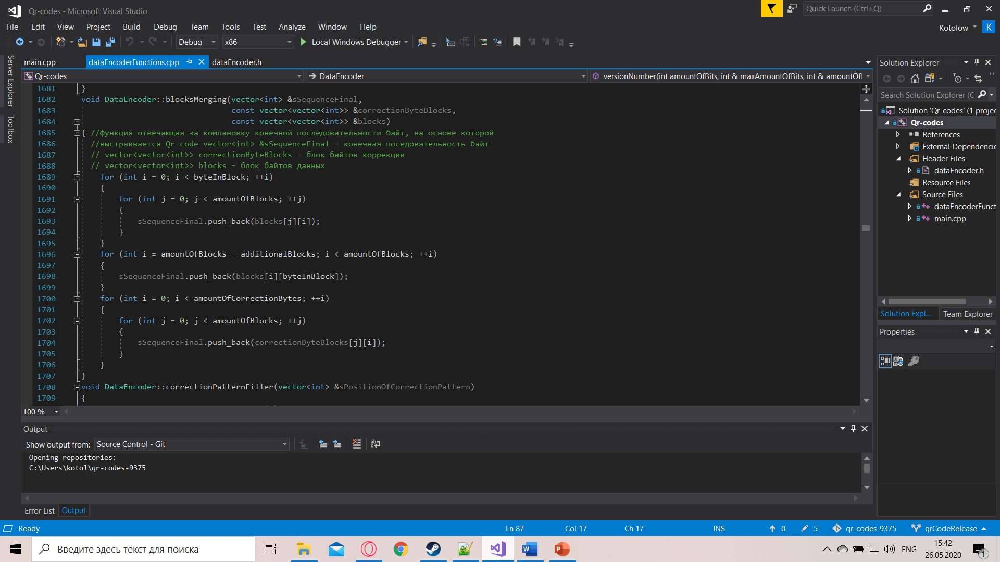 Qr-codes - Microsoft Visual Studio
Quick Launch (Ctrl+Q)
File Edit View Project Build Debug Team Tools Test Analyze Window Help
Kotolow K
Debug x86 Local Windows Debugger
Server Explorer
Toolbox
main.cpp dataEncoderFunctions.cpp dataEncoder.h
Qr-codes DataEncoder versionNumber(int amountOfBits, int & maxAmountOfBits, int & amountOfI
1681 }
1682 void DataEncoder::blocksMerging(vector<int> &sSequenceFinal,
1683 const vector<vector<int>> &correctionByteBlocks,
1684 const vector<vector<int>> &blocks)
1685 { //функция отвечающая за компановку конечной последовательности байт, на основе которой
1686 //выстраивается Qr-code vector<int> &sSequenceFinal - конечная поседовательность байт
1687 // vector<vector<int>> correctionByteBlocks - блок байтов коррекции
1688 // vector<vector<int>> blocks - блок байтов данных
1689 for (int i = 0; i < byteInBlock; ++i)
1690 {
1691 for (int j = 0; j < amountOfBlocks; ++j)
1692 {
1693 sSequenceFinal.push_back(blocks[j][i]);
1694 }
1695 }
1696 for (int i = amountOfBlocks - additionalBlocks; i < amountOfBlocks; ++i)
1697 {
1698 sSequenceFinal.push_back(blocks[i][byteInBlock]);
1699 }
1700 for (int i = 0; i < amountOfCorrectionBytes; ++i)
1701 {
1702 for (int j = 0; j < amountOfBlocks; ++j)
1703 {
1704 sSequenceFinal.push_back(correctionByteBlocks[j][i]);
1705 }
1706 }
1707 }
1708 void DataEncoder::correctionPatternFiller(vector<int> &sPositionOfCorrectionPattern)
1709 {
100 %
Output
Show output from: Source Control - Git
Opening repositories:
C:\Users\kotol\qr-codes-9375
Error List Output
Solution Explorer
Search Solution Explorer (C
Solution 'Qr-codes' (1 projec
Qr-codes
References
External Dependencie
Header Files
dataEncoder.h
Resource Files
Source Files
dataEncoderFunct
main.cpp
Solution Expl... Team Explorer
Properties
Ready Ln 87 Col 17 Ch 17 INS 0 5 qr-codes-9375 qrCodeRelease
Введите здесь текст для поиска
ENG 15:42
26.05.2020
1